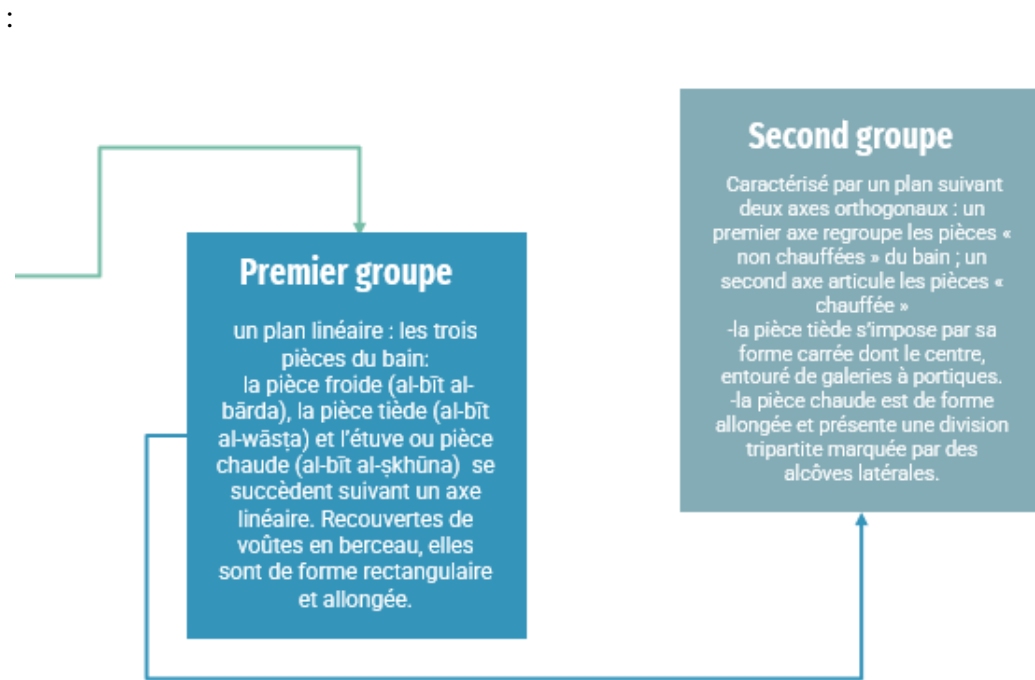 :
Premier groupe
un plan linéaire : les trois
pièces du bain:
la pièce froide (al-bīt al-
bārda), la pièce tiède (al-bīt
al-wāsṭa) et l'étuve ou pièce
chaude (al-bīt al-ṣkhūna) se
succèdent suivant un axe
linéaire. Recouvertes de
voûtes en berceau, elles
sont de forme rectangulaire
et allongée.
Second groupe
Caractérisé par un plan suivant
deux axes orthogonaux : un
premier axe regroupe les pièces «
non chauffées » du bain ; un
second axe articule les pièces «
chauffée »
-la pièce tiède s'impose par sa
forme carrée dont le centre,
entouré de galeries à portiques.
-la pièce chaude est de forme
allongée et présente une division
tripartite marquée par des
alcôves latérales.